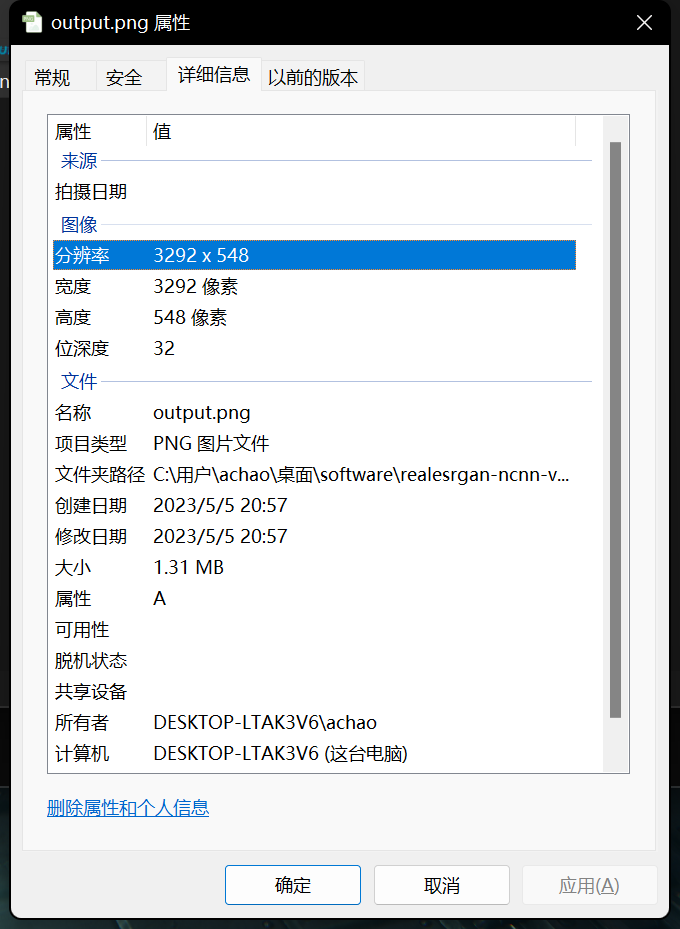 output.png 属性
常规 安全 详细信息 以前的版本
属性 值
来源
拍摄日期
图像
分辨率 3292 x 548
宽度 3292 像素
高度 548 像素
位深度 32
文件
名称 output.png
项目类型 PNG 图片文件
文件夹路径 C:\用户\achao\桌面\software\realesrgan-ncnn-v...
创建日期 2023/5/5 20:57
修改日期 2023/5/5 20:57
大小 1.31 MB
属性 A
可用性
脱机状态
共享设备
所有者 DESKTOP-LTAK3V6\achao
计算机 DESKTOP-LTAK3V6 (这台电脑)
删除属性和个人信息
确定 取消 应用(A)